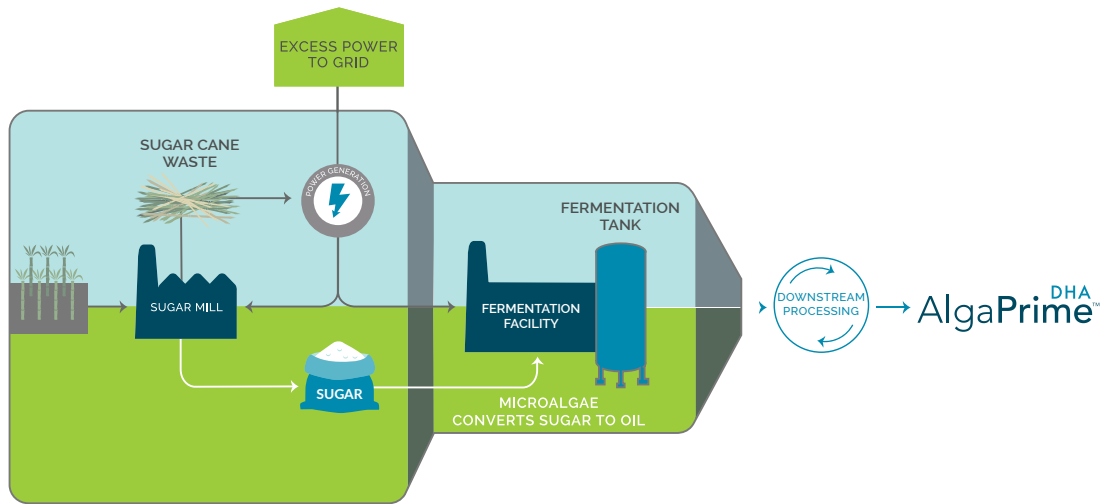 EXCESS POWER
TO GRID
SUGAR CANE
WASTE
POWER GENERATION
FERMENTATION
TANK
SUGAR MILL
FERMENTATION
FACILITY
DOWNSTREAM
PROCESSING
DHA
AlgaPrime™
SUGAR
MICROALGAE
CONVERTS SUGAR TO OIL